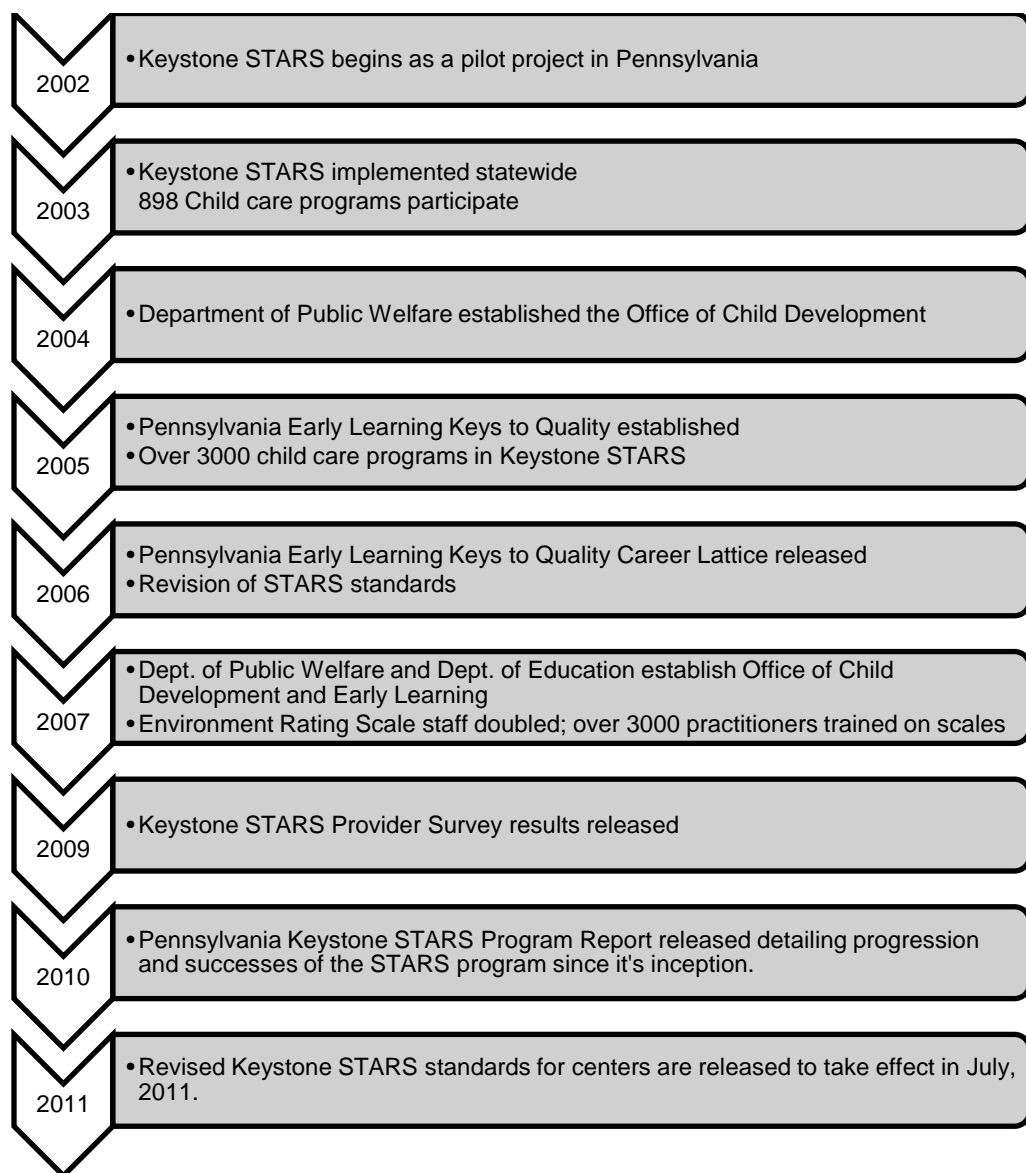 2002
•Keystone STARS begins as a pilot project in Pennsylvania
2003
•Keystone STARS implemented statewide
898 Child care programs participate
2004
•Department of Public Welfare established the Office of Child Development
2005
•Pennsylvania Early Learning Keys to Quality established
•Over 3000 child care programs in Keystone STARS
2006
•Pennsylvania Early Learning Keys to Quality Career Lattice released
•Revision of STARS standards
2007
•Dept. of Public Welfare and Dept. of Education establish Office of Child
Development and Early Learning
•Environment Rating Scale staff doubled; over 3000 practitioners trained on scales
2009
•Keystone STARS Provider Survey results released
2010
•Pennsylvania Keystone STARS Program Report released detailing progression
and successes of the STARS program since it's inception.
2011
•Revised Keystone STARS standards for centers are released to take effect in July,
2011.